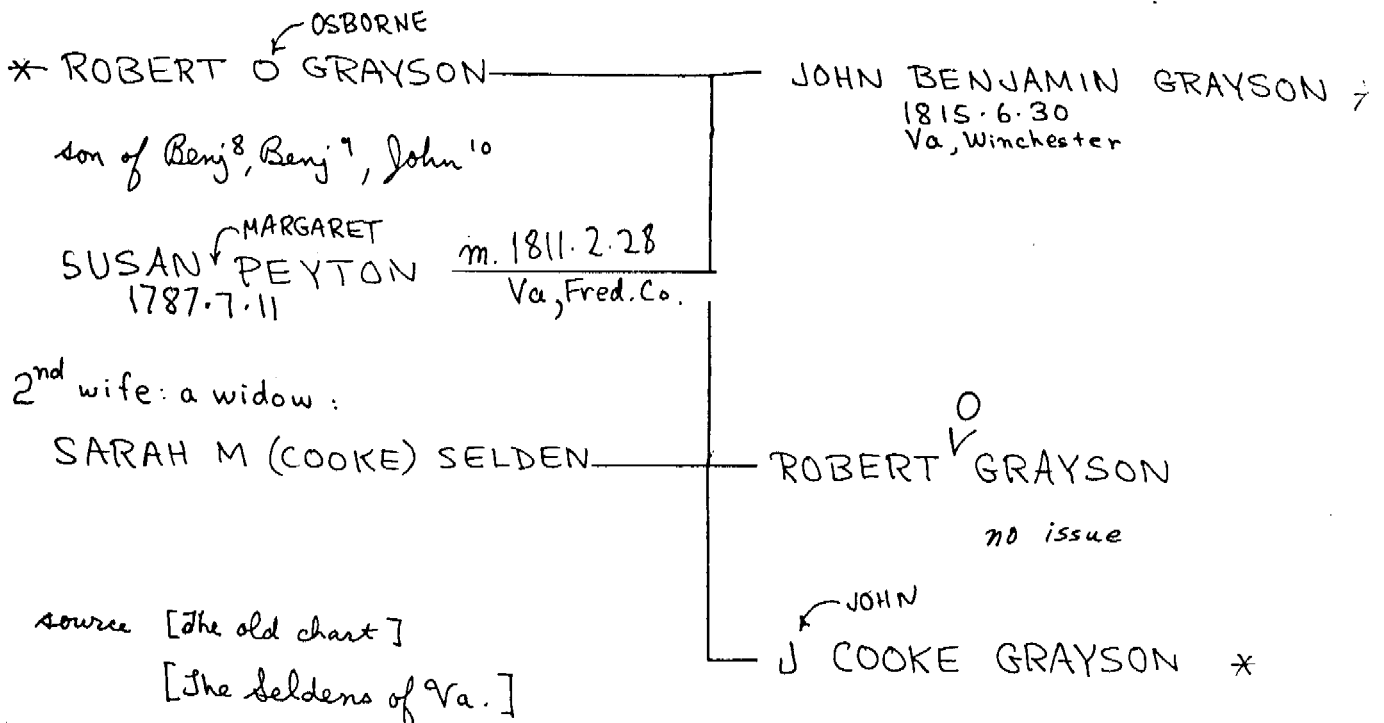 OSBORNE
* ROBERT O GRAYSON
JOHN BENJAMIN GRAYSON
1815.6.30
Va, Winchester
son of Benj⁸, Benj⁹, John¹⁰
MARGARET
SUSAN PEYTON
1787.7.11
m. 1811.2.28
Va, Fred. Co.
2nd wife: a widow:
SARAH M (COOKE) SELDEN
O
ROBERT GRAYSON
no issue
JOHN
J COOKE GRAYSON *
source [The old chart]
[The Seldens of Va.]